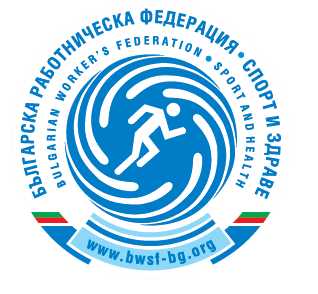 БЪЛГАРСКА РАБОТНИЧЕСКА ФЕДЕРАЦИЯ • СПОРТ И ЗДРАВЕ
BULGARIAN WORKER'S FEDERATION • SPORT AND HEALTH
www.bwsf-bg.org